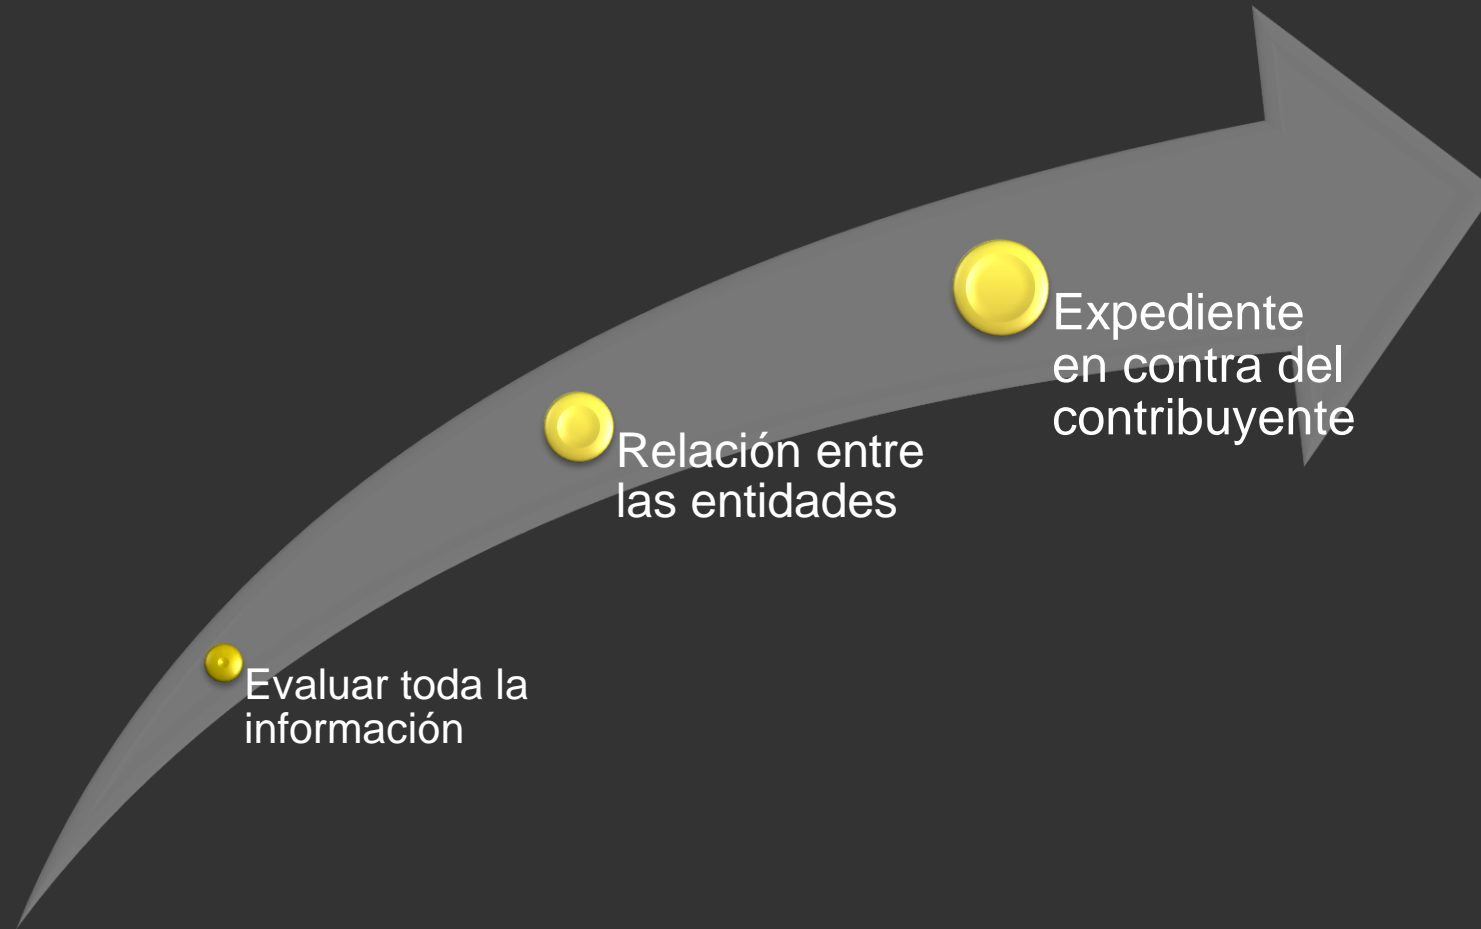 Expediente
en contra del
contribuyente
Relación entre
las entidades
Evaluar toda la
información